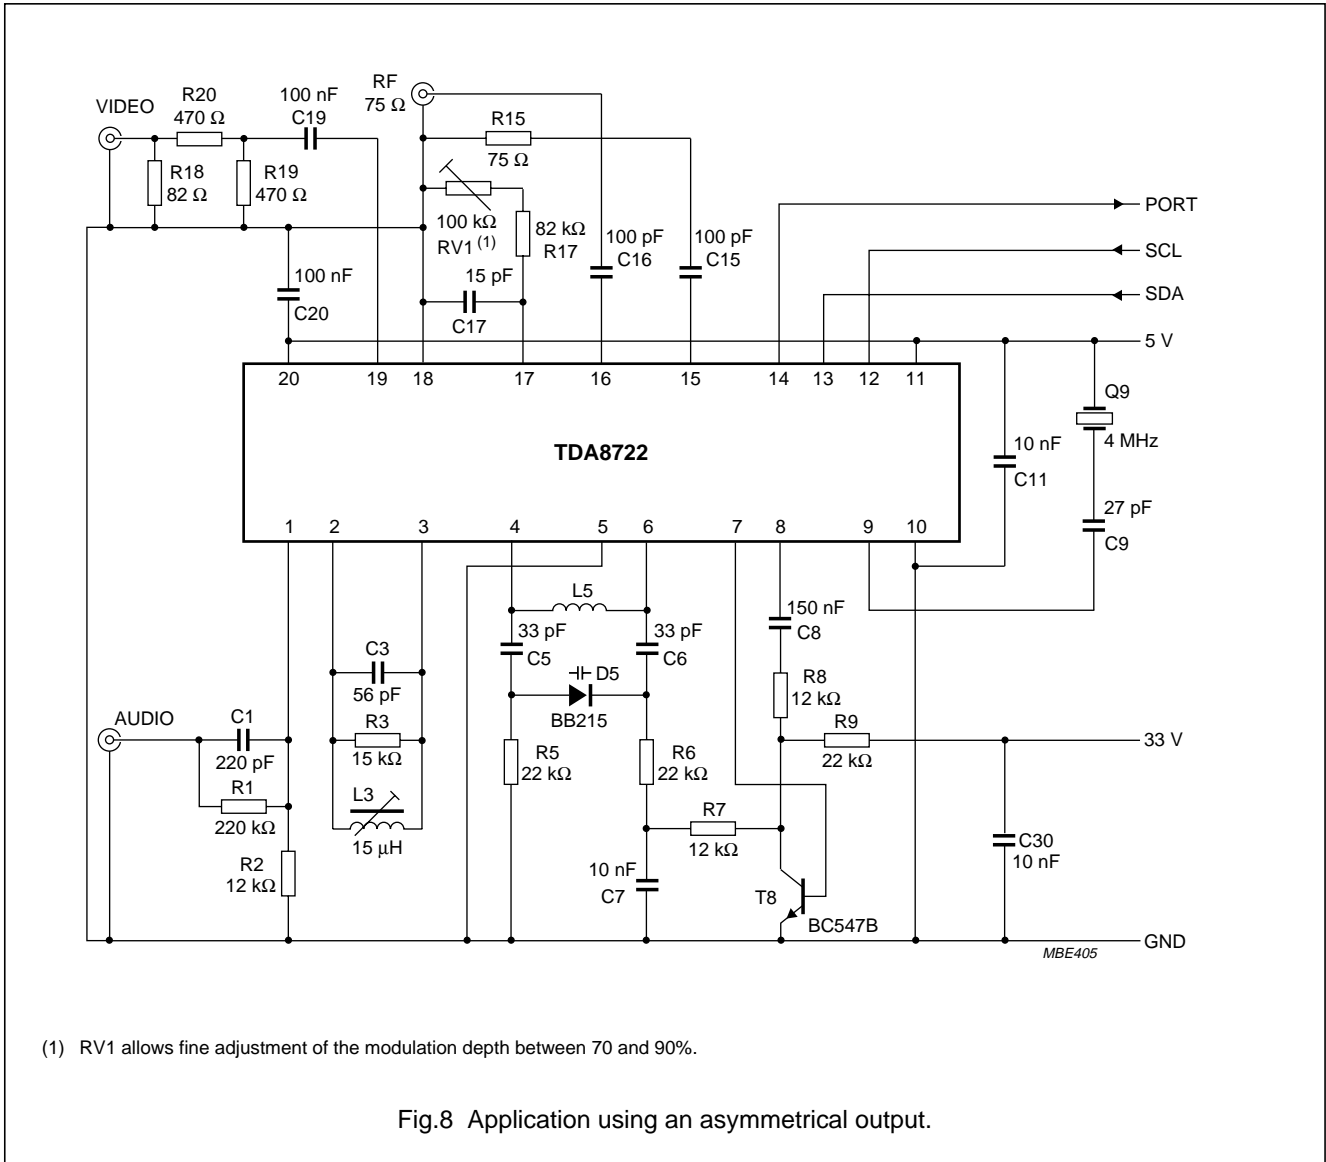 VIDEO
R20
470 Ω
100 nF
C19
RF
75 Ω
R15
75 Ω
R18
82 Ω
R19
470 Ω
100 kΩ
RV1 (1)
82 kΩ
R17
100 pF
C16
100 pF
C15
PORT
SCL
SDA
5 V
100 nF
C20
15 pF
C17
20 19 18 17 16 15 14 13 12 11
TDA8722
Q9
4 MHz
10 nF
C11
27 pF
C9
1 2 3 4 5 6 7 8 9 10
L5
33 pF
C5
33 pF
C6
150 nF
C8
C3
56 pF
D5
BB215
R8
12 kΩ
AUDIO
C1
220 pF
R3
15 kΩ
R5
22 kΩ
R6
22 kΩ
R9
22 kΩ
33 V
R1
220 kΩ
L3
15 µH
R7
12 kΩ
C30
10 nF
R2
12 kΩ
10 nF
C7
T8
BC547B
GND
MBE405
(1) RV1 allows fine adjustment of the modulation depth between 70 and 90%.
Fig.8 Application using an asymmetrical output.